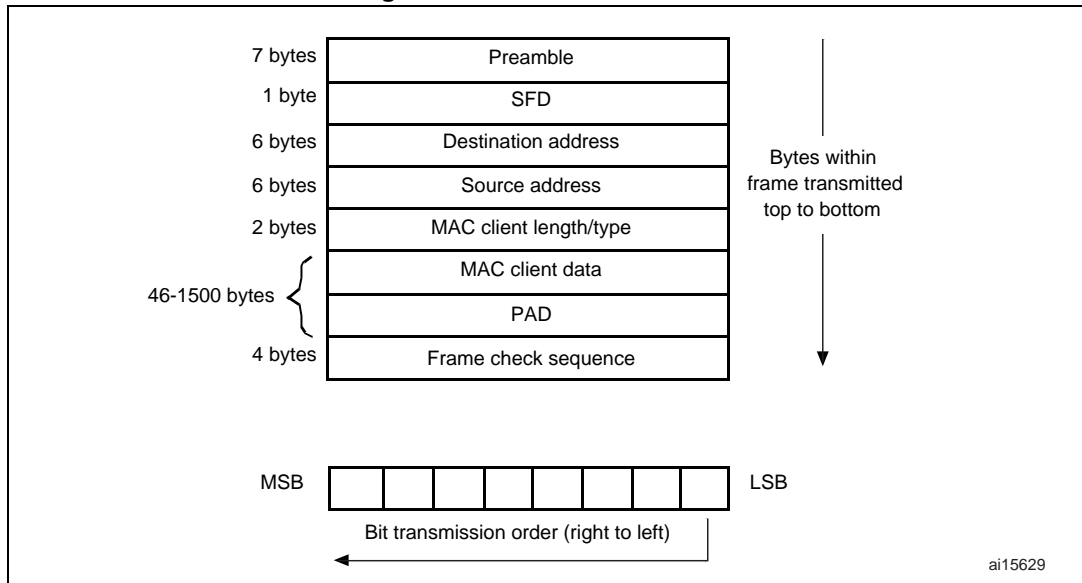 7 bytes Preamble
1 byte SFD
6 bytes Destination address
6 bytes Source address
2 bytes MAC client length/type
46-1500 bytes MAC client data
PAD
4 bytes Frame check sequence
Bytes within
frame transmitted
top to bottom
MSB LSB
Bit transmission order (right to left)
ai15629